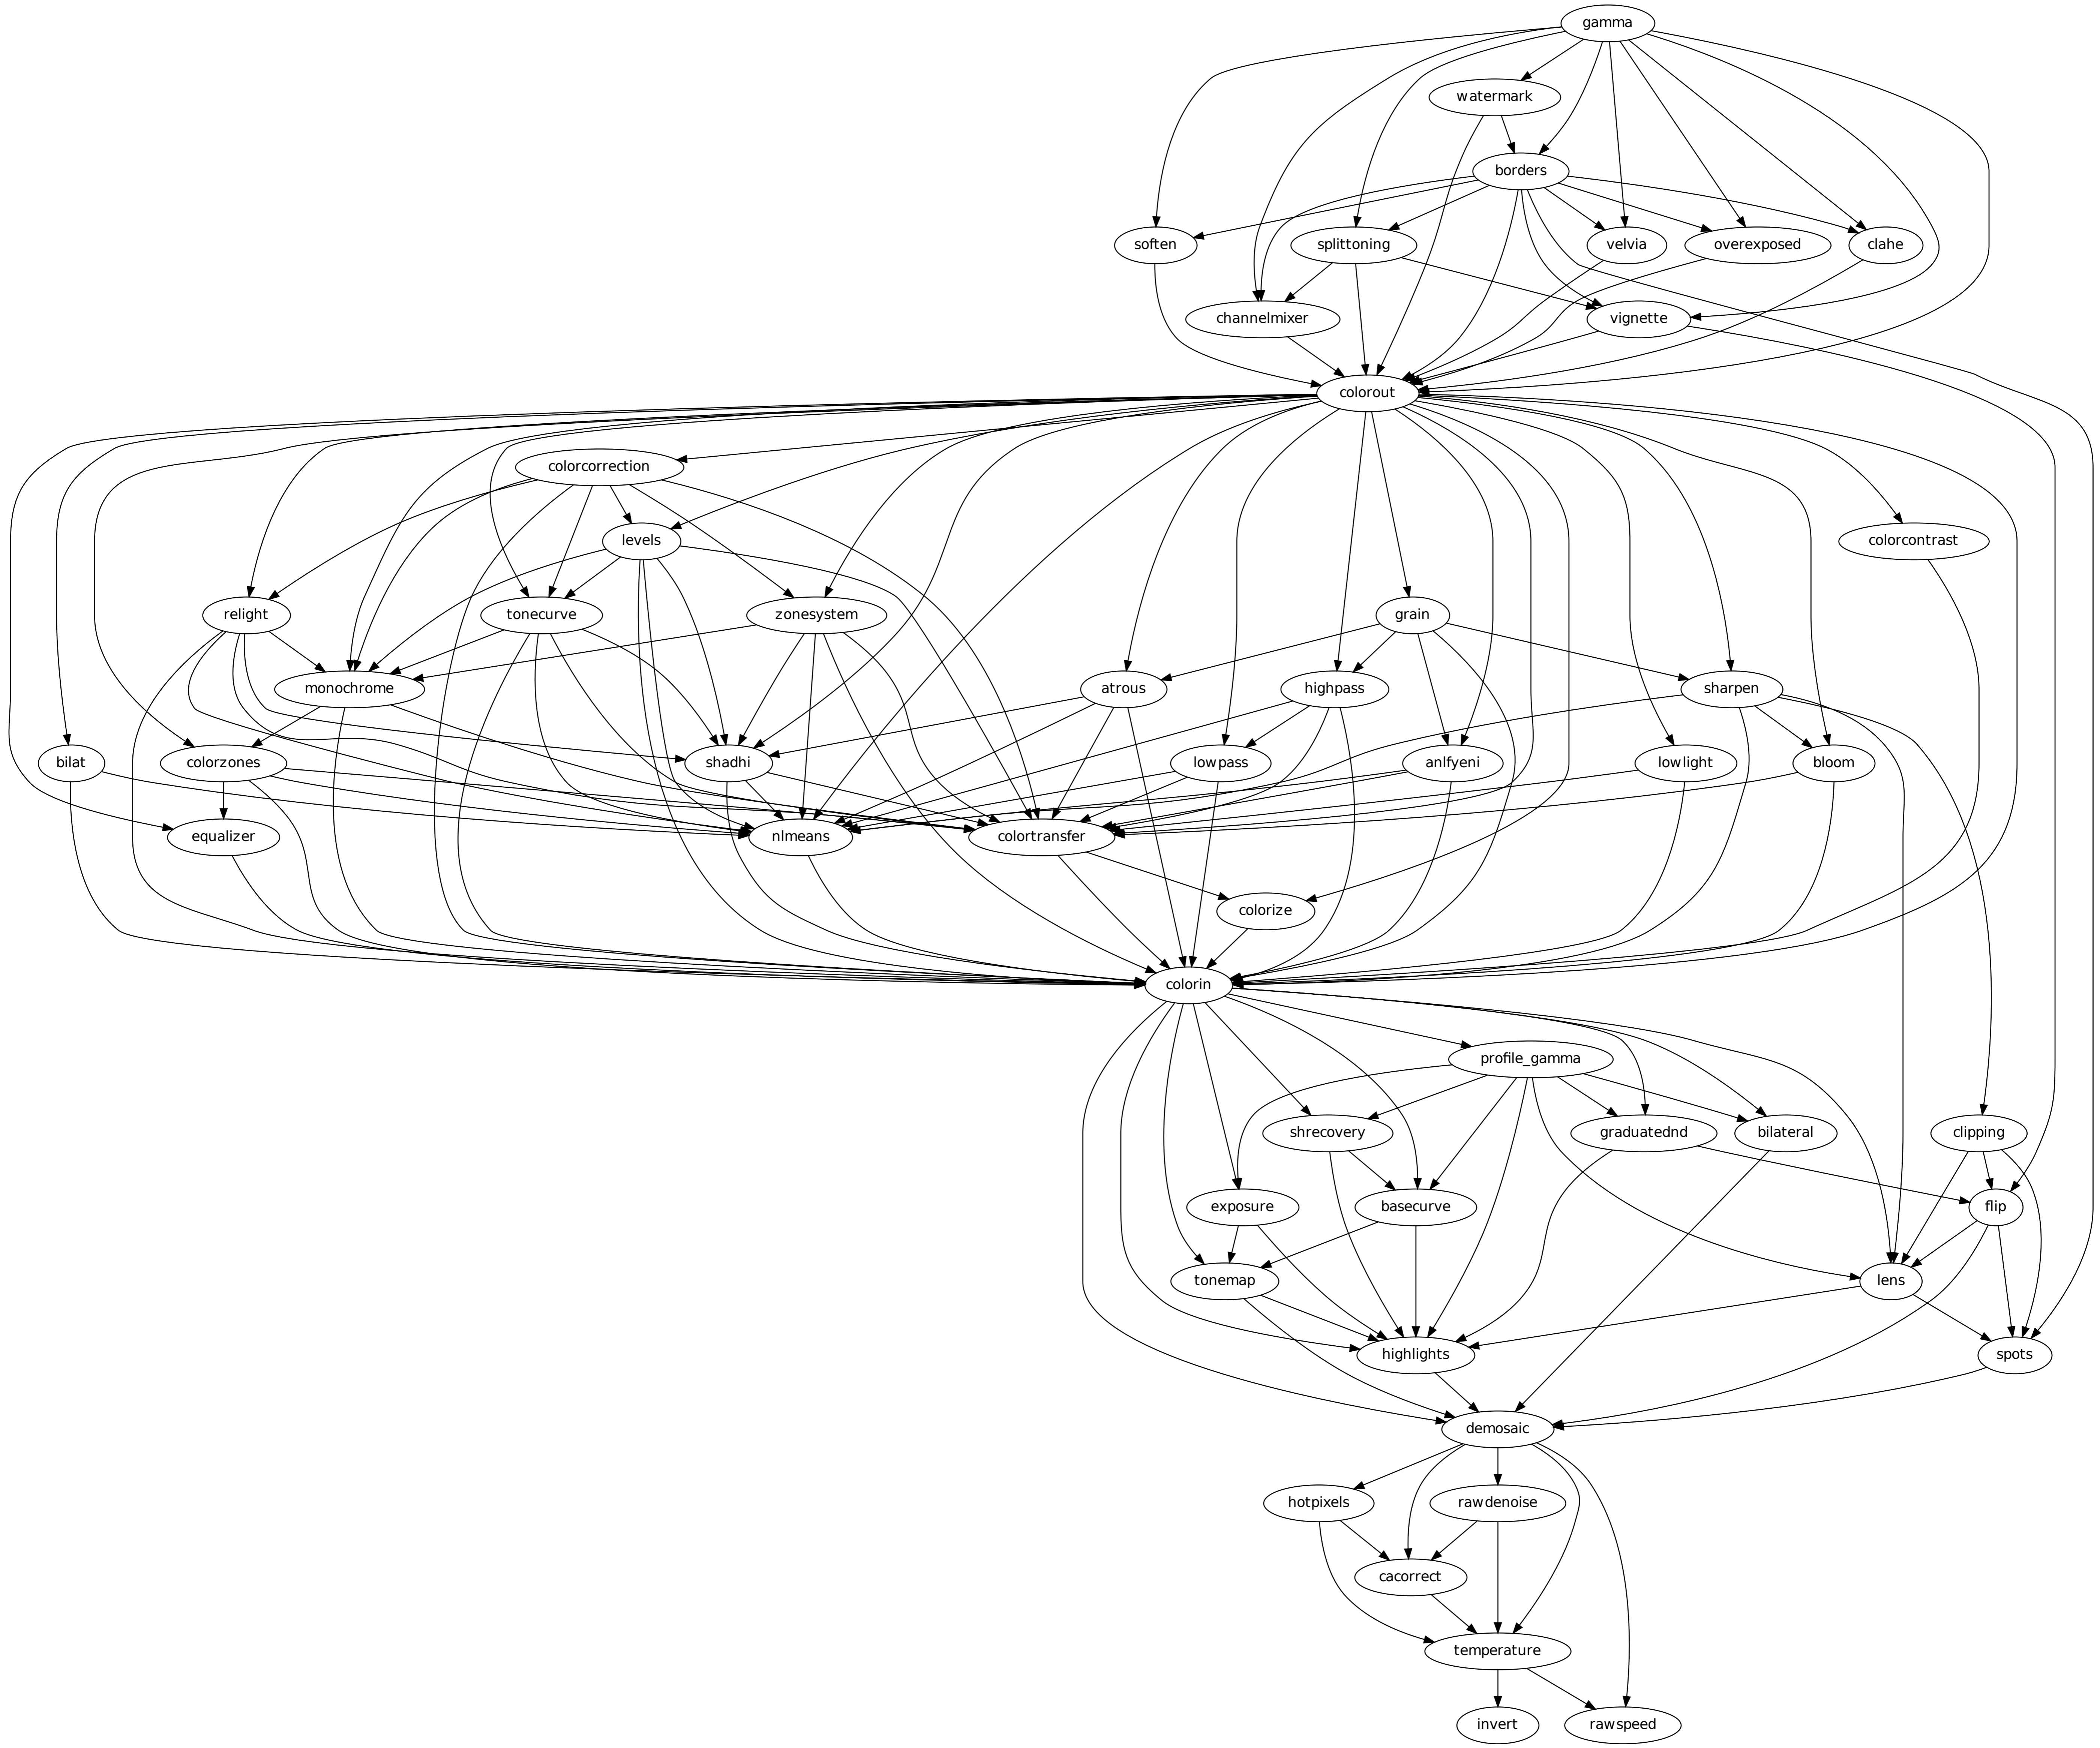 gamma
watermark
borders
soften
splittoning
velvia
overexposed
clahe
channelmixer
vignette
colorout
colorcorrection
levels
colorcontrast
relight
tonecurve
zonesystem
grain
monochrome
atrous
highpass
sharpen
bilat
colorzones
shadhi
lowpass
anlfyeni
lowlight
bloom
equalizer
nlmeans
colortransfer
colorize
colorin
profile_gamma
shrecovery
graduatednd
bilateral
clipping
exposure
basecurve
flip
tonemap
lens
highlights
spots
demosaic
hotpixels
rawdenoise
cacorrect
temperature
invert
rawspeed